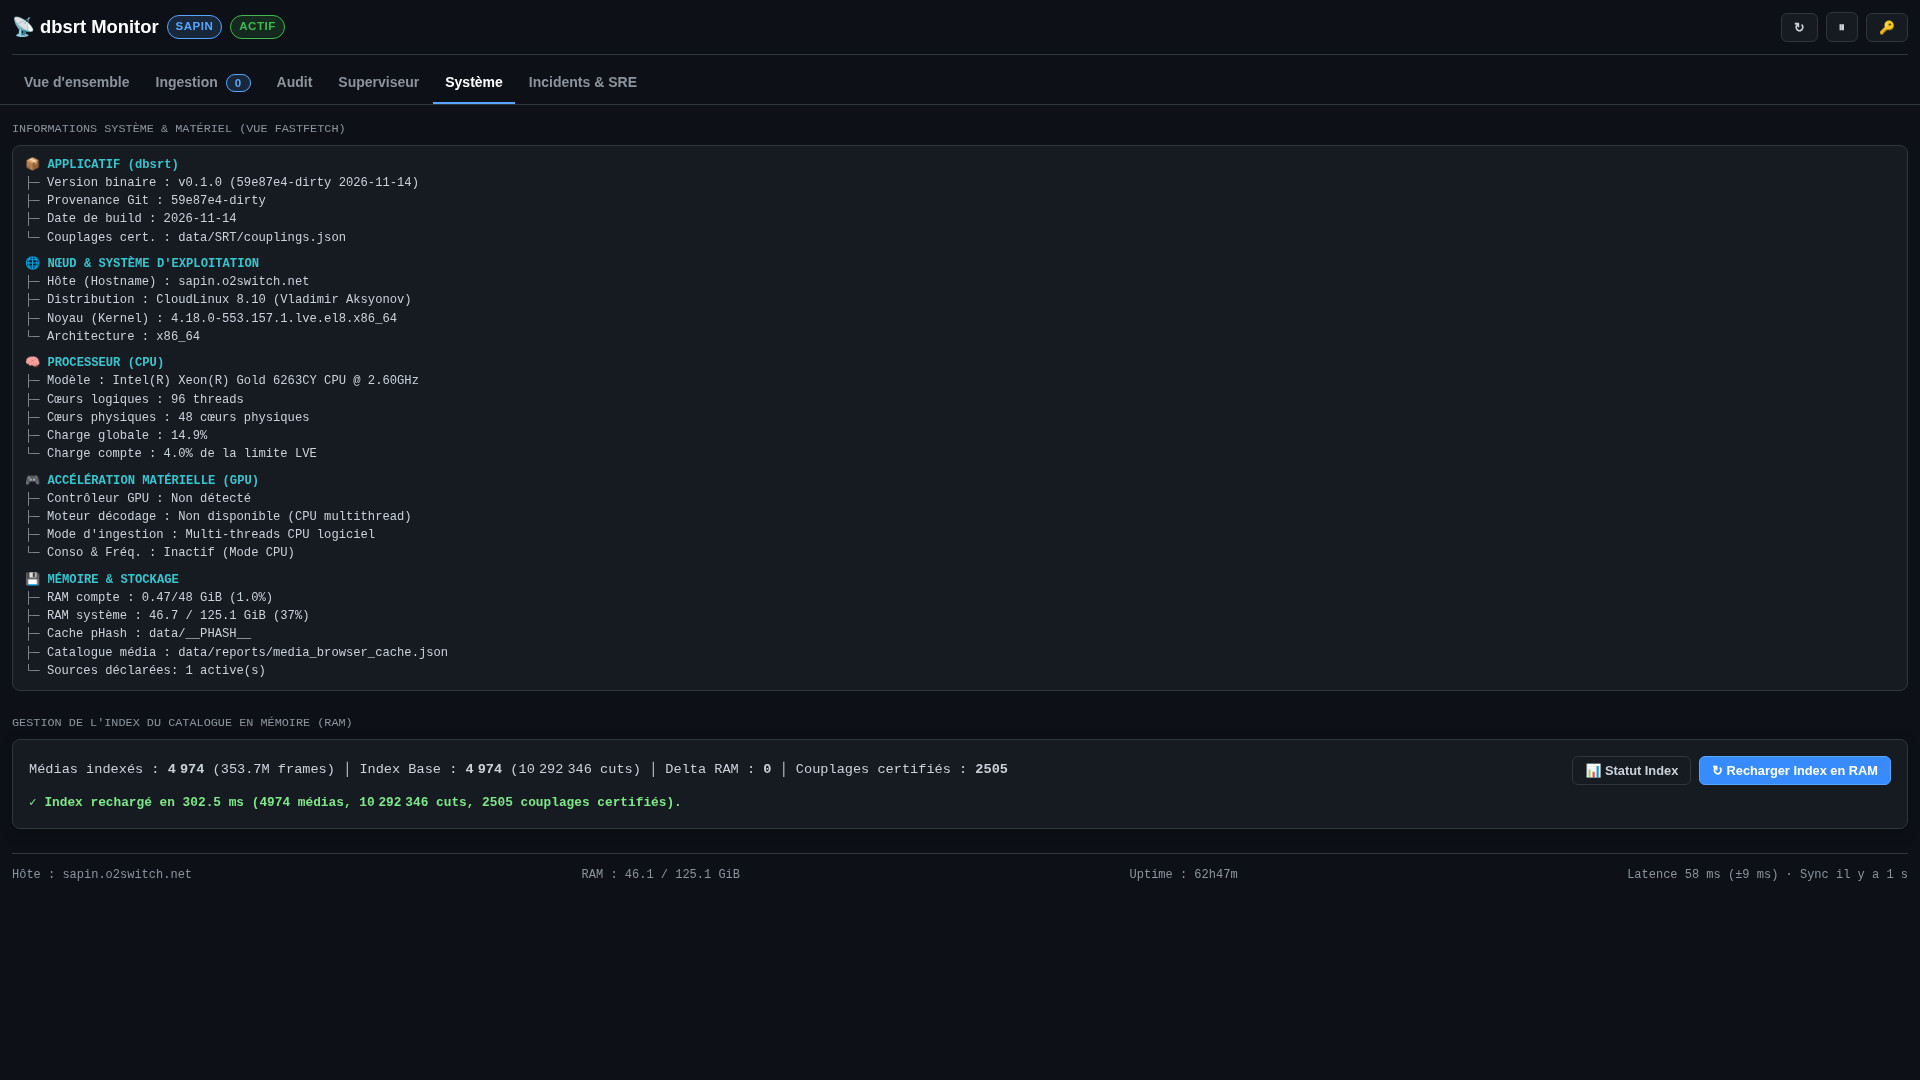 📡 dbsrt Monitor SAPIN ACTIF ↻ ⏸ 🔑
Vue d'ensemble Ingestion 0 Audit Superviseur Système Incidents & SRE
INFORMATIONS SYSTÈME & MATÉRIEL (VUE FASTFETCH)
📦 APPLICATIF (dbsrt)
├─ Version binaire : v0.1.0 (59e87e4-dirty 2026-11-14)
├─ Provenance Git : 59e87e4-dirty
├─ Date de build : 2026-11-14
└─ Couplages cert. : data/SRT/couplings.json
🌐 NŒUD & SYSTÈME D'EXPLOITATION
├─ Hôte (Hostname) : sapin.o2switch.net
├─ Distribution : CloudLinux 8.10 (Vladimir Aksyonov)
├─ Noyau (Kernel) : 4.18.0-553.157.1.lve.el8.x86_64
└─ Architecture : x86_64
🧠 PROCESSEUR (CPU)
├─ Modèle : Intel(R) Xeon(R) Gold 6263CY CPU @ 2.60GHz
├─ Cœurs logiques : 96 threads
├─ Cœurs physiques : 48 cœurs physiques
├─ Charge globale : 14.9%
└─ Charge compte : 4.0% de la limite LVE
🎮 ACCÉLÉRATION MATÉRIELLE (GPU)
├─ Contrôleur GPU : Non détecté
├─ Moteur décodage : Non disponible (CPU multithread)
├─ Mode d'ingestion : Multi-threads CPU logiciel
└─ Conso & Fréq. : Inactif (Mode CPU)
💾 MÉMOIRE & STOCKAGE
├─ RAM compte : 0.47/48 GiB (1.0%)
├─ RAM système : 46.7 / 125.1 GiB (37%)
├─ Cache pHash : data/__PHASH__
├─ Catalogue média : data/reports/media_browser_cache.json
└─ Sources déclarées: 1 active(s)
GESTION DE L'INDEX DU CATALOGUE EN MÉMOIRE (RAM)
Médias indexés : 4 974 (353.7M frames) │ Index Base : 4 974 (10 292 346 cuts) │ Delta RAM : 0 │ Couplages certifiés : 2505 📊 Statut Index ↻ Recharger Index en RAM
✓ Index rechargé en 302.5 ms (4974 médias, 10 292 346 cuts, 2505 couplages certifiés).
Hôte : sapin.o2switch.net RAM : 46.1 / 125.1 GiB Uptime : 62h47m Latence 58 ms (±9 ms) · Sync il y a 1 s